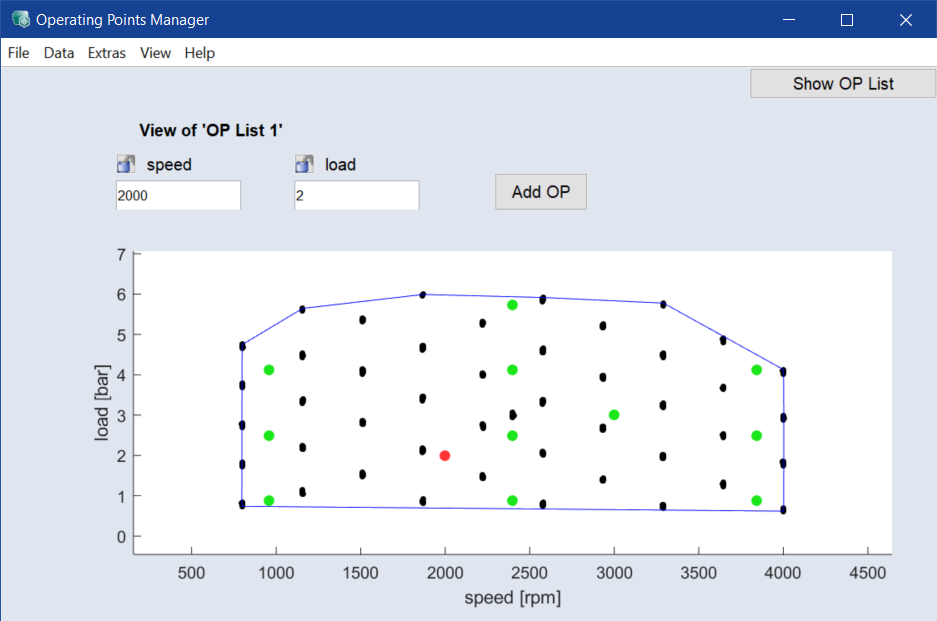 Operating Points Manager
File Data Extras View Help
Show OP List
View of 'OP List 1'
speed load
2000 2 Add OP
7
6
5
4
3
2
1
0
load [bar]
500 1000 1500 2000 2500 3000 3500 4000 4500
speed [rpm]